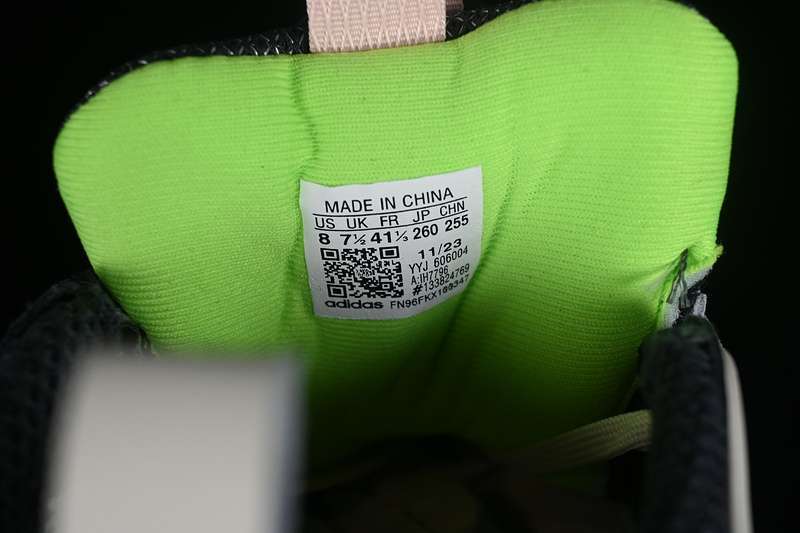 MADE IN CHINA
US UK FR JP CHN
8 7½ 41⅓ 260 255
11/23
YYJ 606004
A:IH7796
#133824769
adidas FN96FKX169347